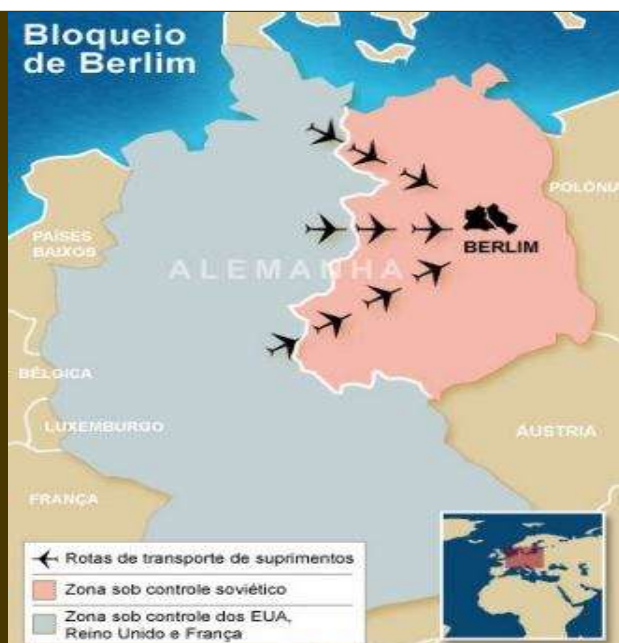 Bloqueio
de Berlim
POLÔNI
PAÍSES
BAIXOS
BERLIM
ALEMANHA
BÉLGICA
LUXEMBURGO
ÁUSTRIA
FRANÇA
Rotas de transporte de suprimentos
Zona sob controle soviético
Zona sob controle dos EUA,
Reino Unido e França